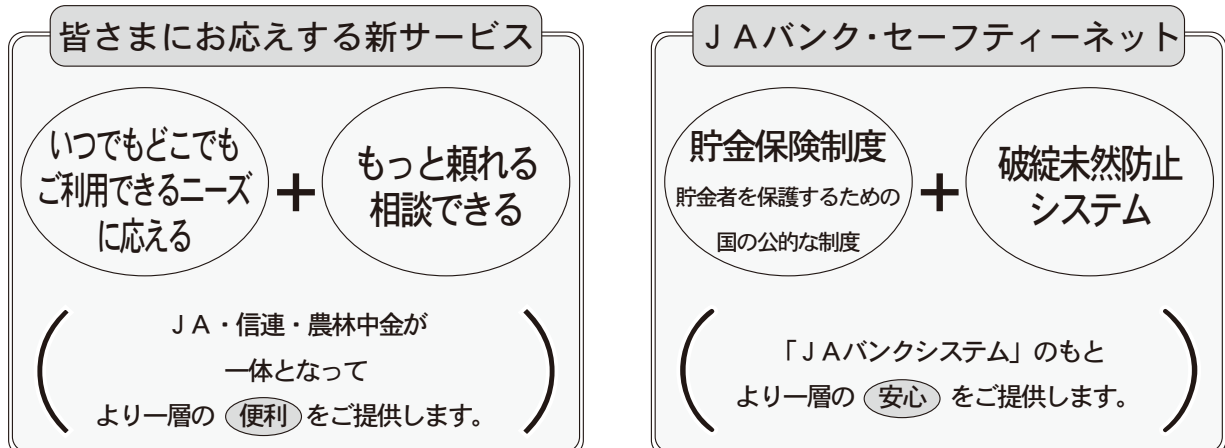 皆さまにお応えする新サービス
いつでもどこでも
ご利用できるニーズ
に応える
+
もっと頼れる
相談できる
JA・信連・農林中金が
一体となって
より一層の 便利 をご提供します。
JAバンク・セーフティーネット
貯金保険制度
貯金者を保護するための
国の公的な制度
+
破綻未然防止
システム
「JAバンクシステム」のもと
より一層の 安心 をご提供します。